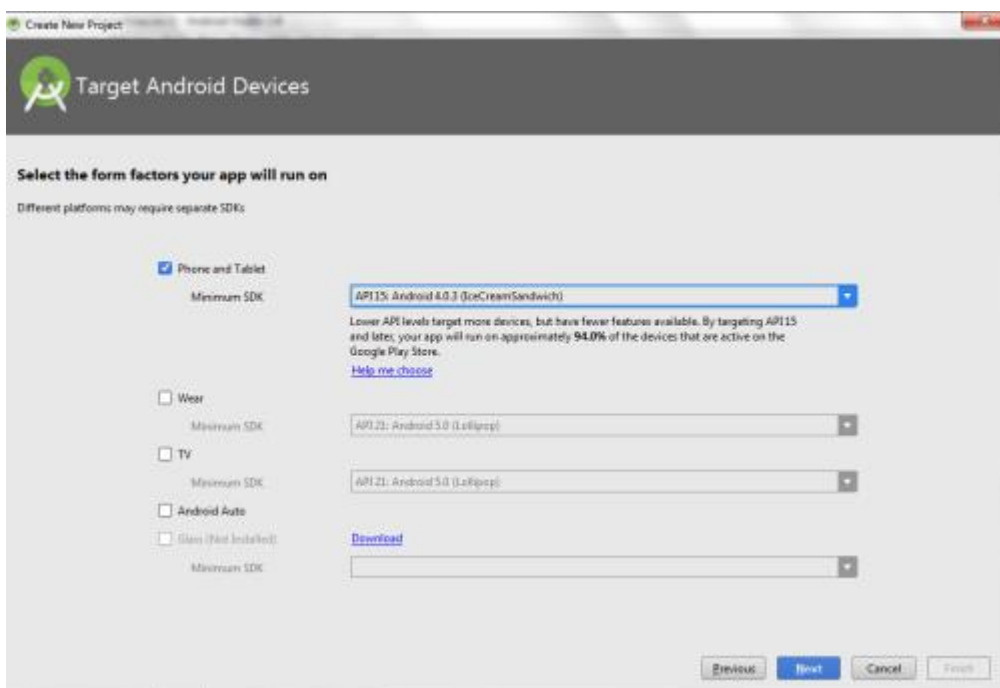 Create New Project
Target Android Devices
Select the form factors your app will run on
Different platforms may require separate SDKs
Phone and Tablet
Minimum SDK
API 15: Android 4.0.3 (IceCreamSandwich)
Lower API levels target more devices, but have fewer features available. By targeting API 15
and later, your app will run on approximately 94.0% of the devices that are active on the
Google Play Store.
Help me choose
Wear
Minimum SDK
API 21: Android 5.0 (Lollipop)
TV
Minimum SDK
API 21: Android 5.0 (Lollipop)
Android Auto
Glass (Not Installed)
Download
Minimum SDK
Previous
Next
Cancel
Finish